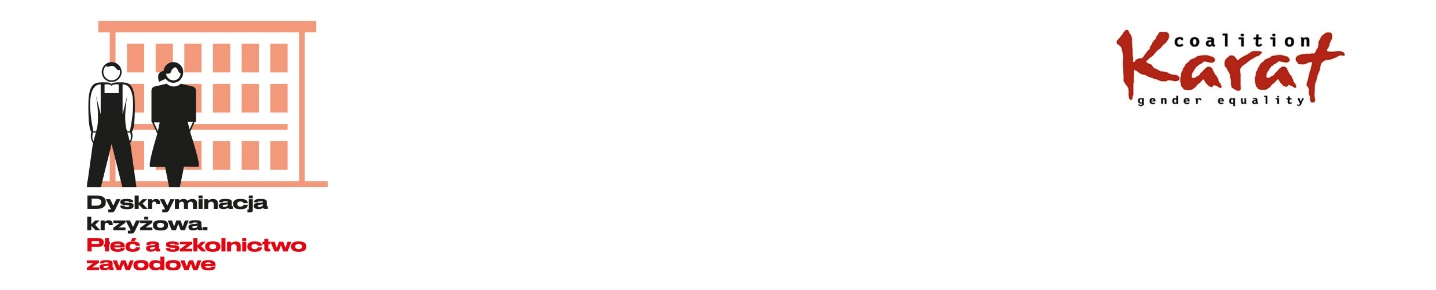 Dyskryminacja
krzyżowa.
Płeć a szkolnictwo
zawodowe
coalition
Karat
gender equality